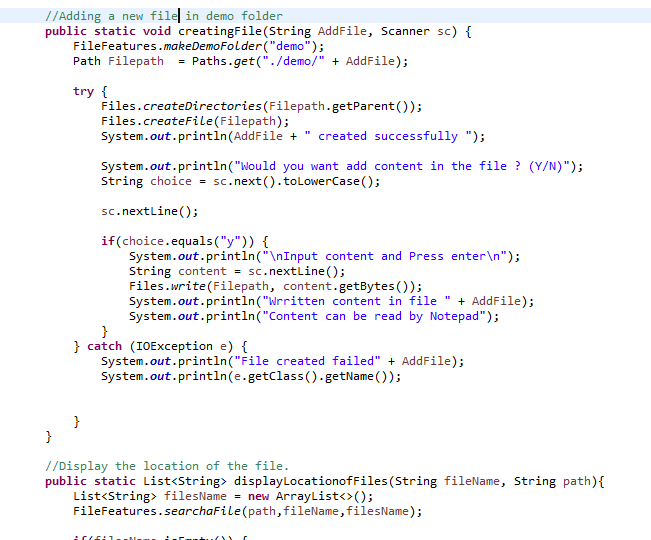 //Adding a new file in demo folder
public static void creatingFile(String AddFile, Scanner sc) {
FileFeatures.makeDemoFolder("demo");
Path Filepath  = Paths.get("./demo/" + AddFile);
try {
Files.createDirectories(Filepath.getParent());
Files.createFile(Filepath);
System.out.println(AddFile + " created successfully ");
System.out.println("Would you want add content in the file ? (Y/N)");
String choice = sc.next().toLowerCase();
sc.nextLine();
if(choice.equals("y")) {
System.out.println("\nInput content and Press enter\n");
String content = sc.nextLine();
Files.write(Filepath, content.getBytes());
System.out.println("Wrritten content in file " + AddFile);
System.out.println("Content can be read by Notepad");
}
} catch (IOException e) {
System.out.println("File created failed" + AddFile);
System.out.println(e.getClass().getName());
}
}
//Display the location of the file.
public static List<String> displayLocationofFiles(String fileName, String path){
List<String> filesName = new ArrayList<>();
FileFeatures.searchaFile(path,fileName,filesName);
if(filesName.isEmpty()) {